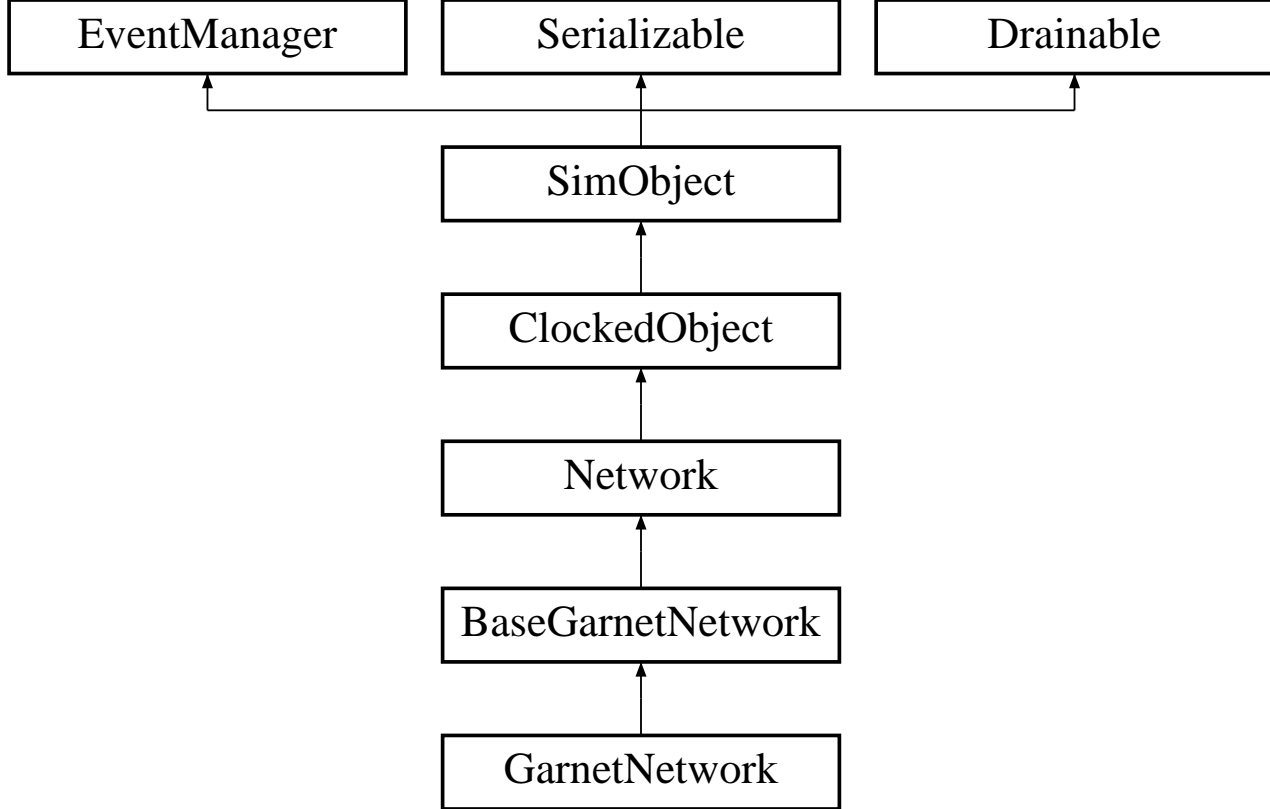 EventManager
Serializable
Drainable
SimObject
ClockedObject
Network
BaseGarnetNetwork
GarnetNetwork